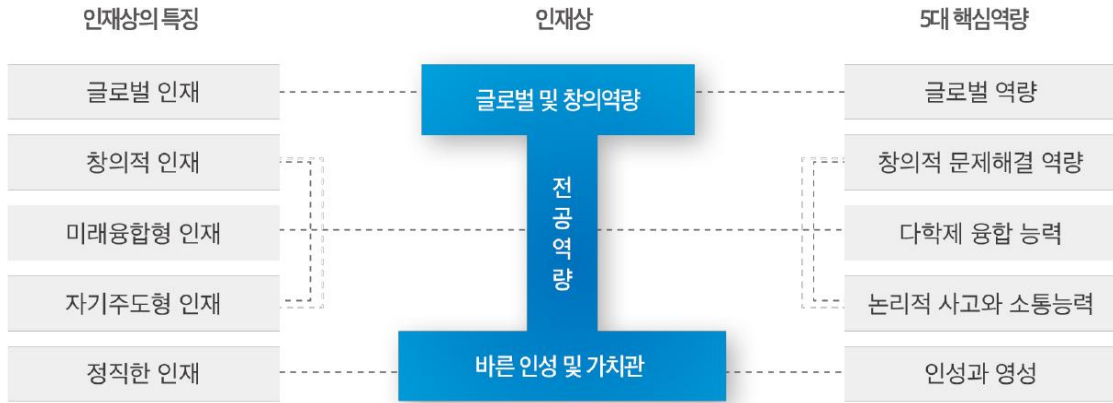 인재상의 특징 인재상 5대 핵심역량
글로벌 인재 글로벌 및 창의역량 글로벌 역량
창의적 인재 창의적 문제해결 역량
미래융합형 인재 전공역량 다학제 융합 능력
자기주도형 인재 논리적 사고와 소통능력
정직한 인재 바른 인성 및 가치관 인성과 영성